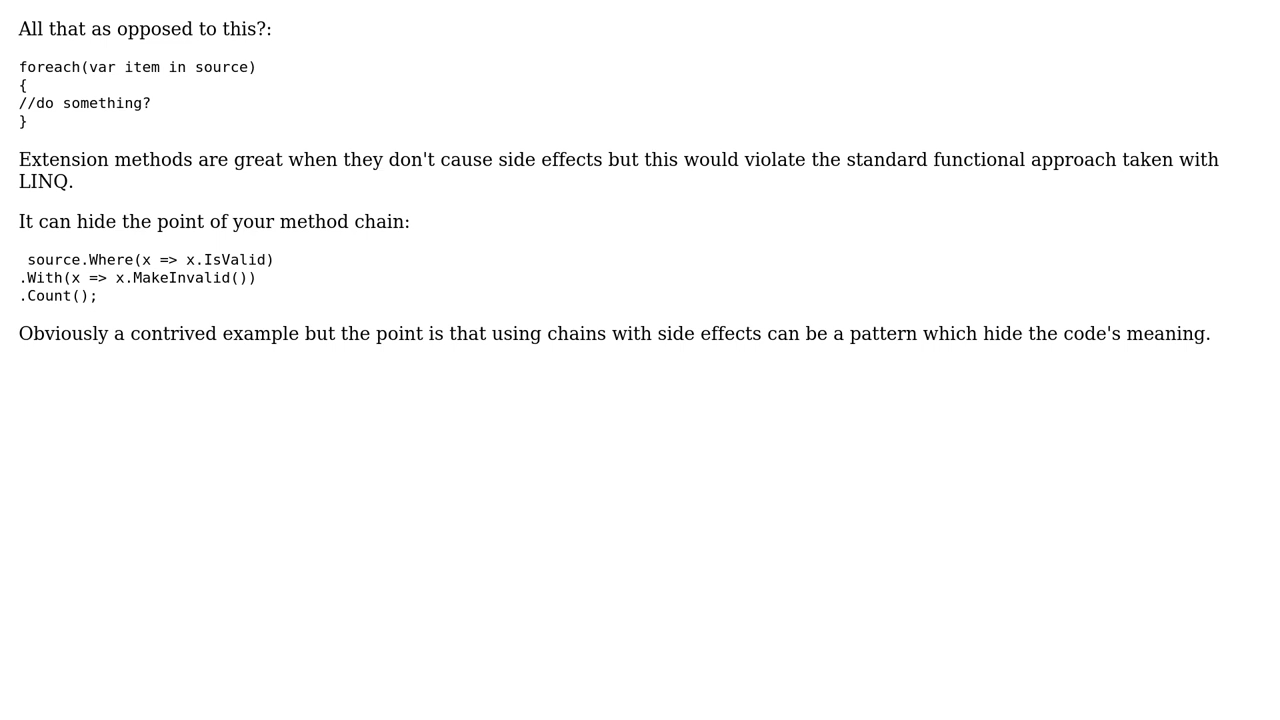 All that as opposed to this?:
foreach(var item in source)
{
//do something?
}
Extension methods are great when they don't cause side effects but this would violate the standard functional approach taken with
LINQ.
It can hide the point of your method chain:
 source.Where(x => x.IsValid)
.With(x => x.MakeInvalid())
.Count();
Obviously a contrived example but the point is that using chains with side effects can be a pattern which hide the code's meaning.